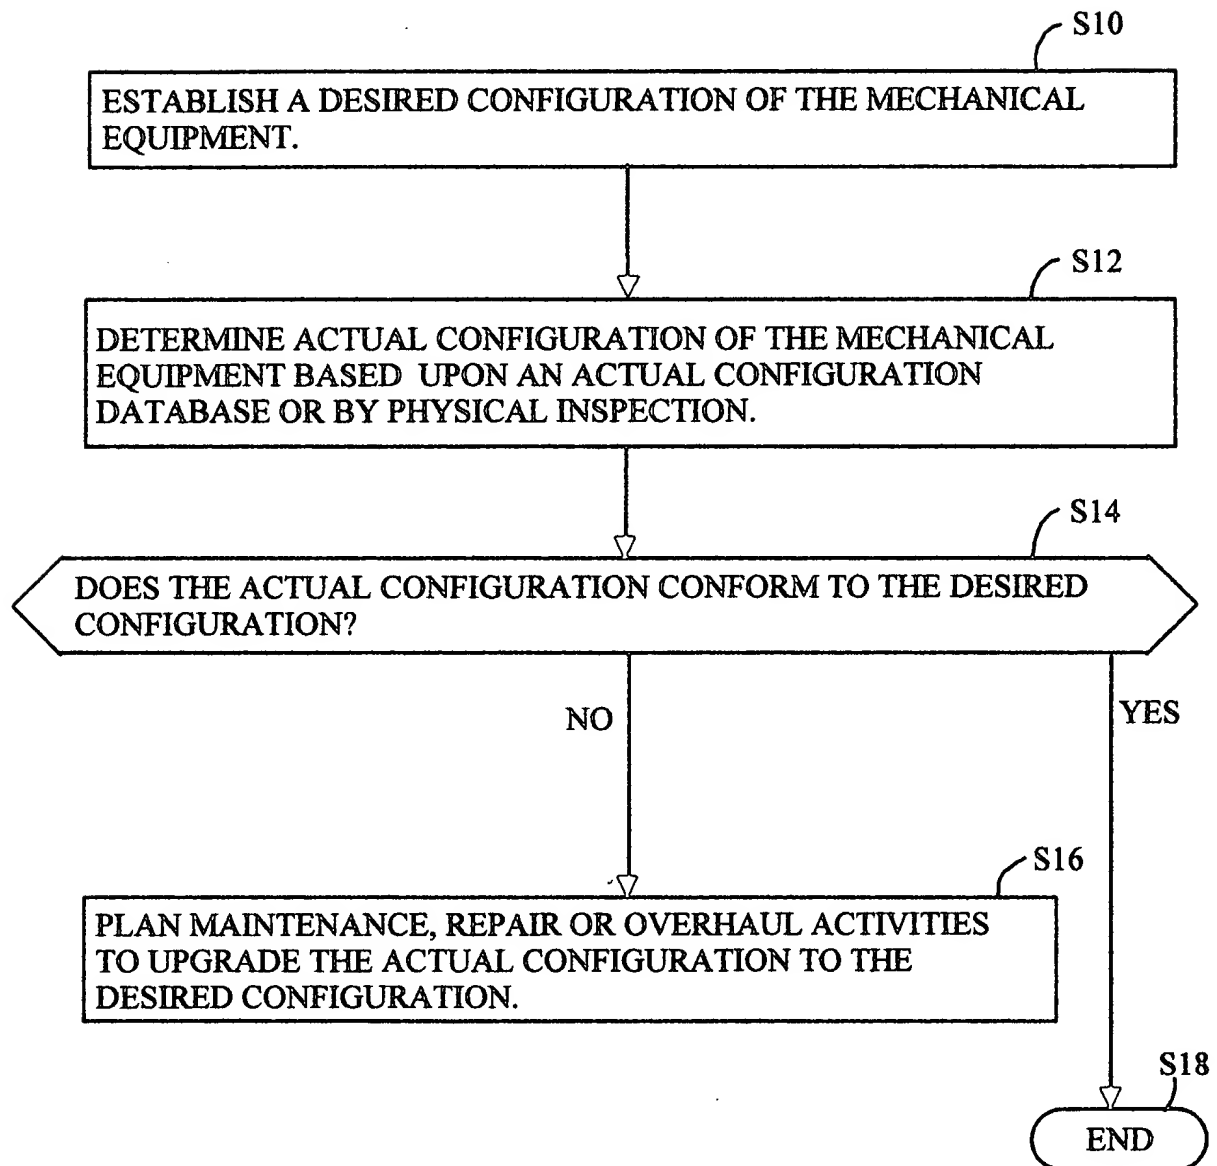 S10
ESTABLISH A DESIRED CONFIGURATION OF THE MECHANICAL
EQUIPMENT.
S12
DETERMINE ACTUAL CONFIGURATION OF THE MECHANICAL
EQUIPMENT BASED UPON AN ACTUAL CONFIGURATION
DATABASE OR BY PHYSICAL INSPECTION.
S14
DOES THE ACTUAL CONFIGURATION CONFORM TO THE DESIRED
CONFIGURATION?
NO
YES
S16
PLAN MAINTENANCE, REPAIR OR OVERHAUL ACTIVITIES
TO UPGRADE THE ACTUAL CONFIGURATION TO THE
DESIRED CONFIGURATION.
S18
END